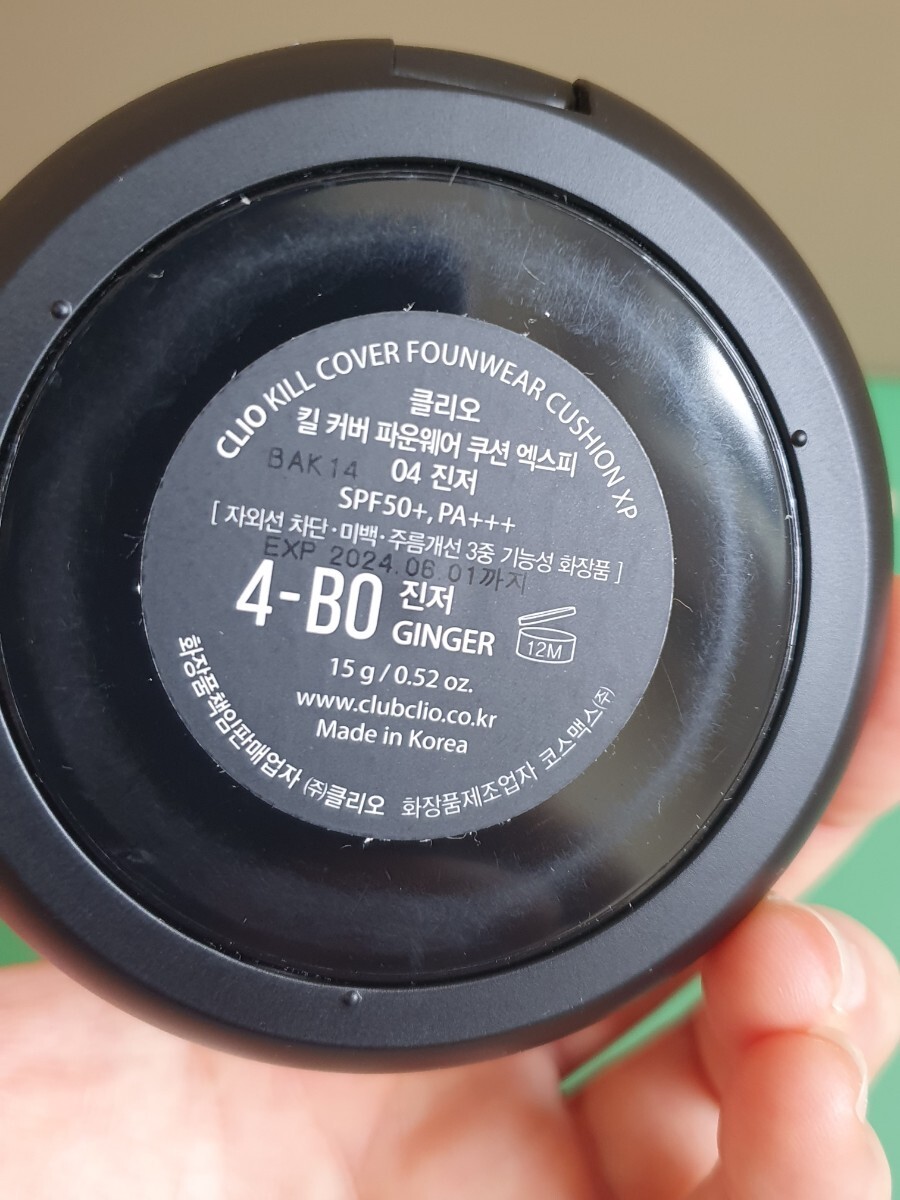 CLIO KILL COVER FOUNWEAR CUSHION XP
클리오
킬 커버 파운웨어 쿠션 엑스피
BAK14
04 진저
SPF50+, PA+++
[ 자외선 차단·미백·주름개선 3중 기능성 화장품 ]
EXP 2024.06.01까지
4-BO 진저
GINGER
12M
15 g / 0.52 oz.
www.clubclio.co.kr
Made in Korea
화장품책임판매업자 ㈜클리오 화장품제조업자 코스맥스㈜